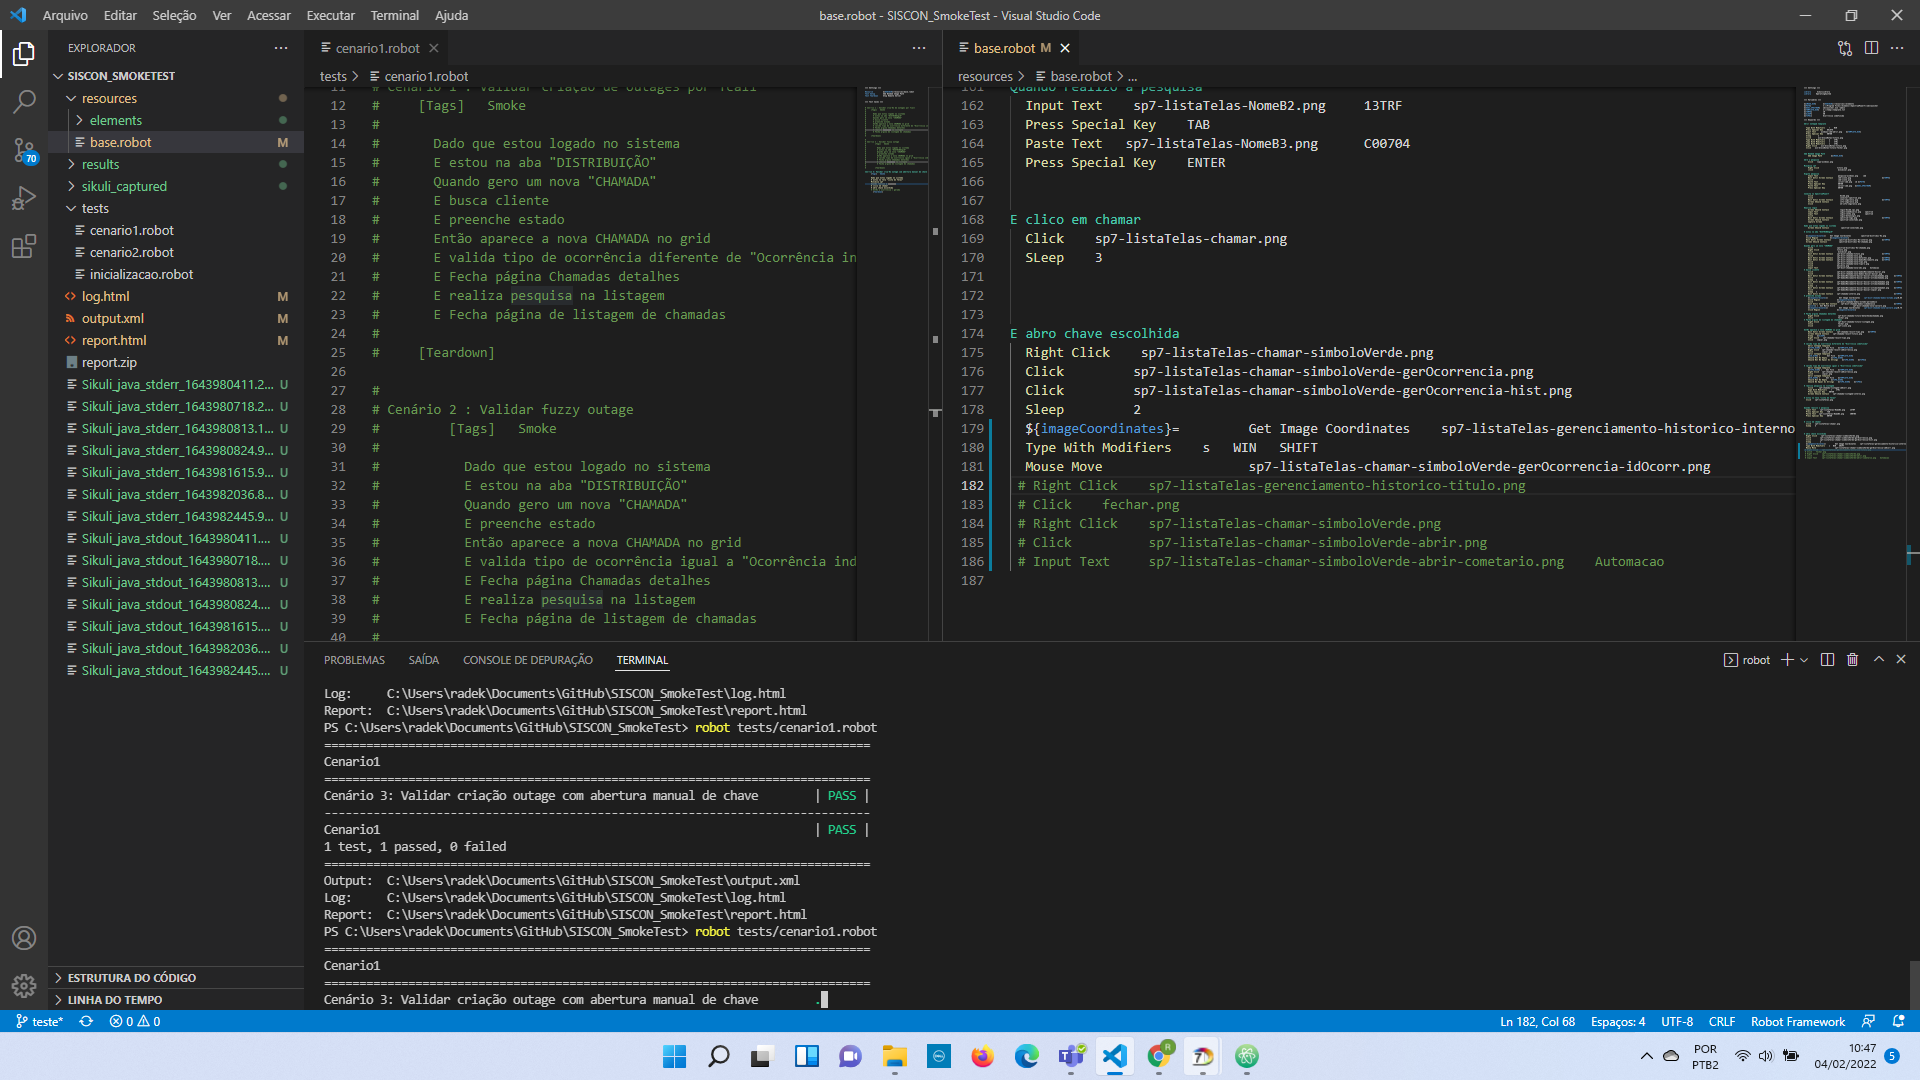 Arquivo Editar Seleção Ver Acessar Executar Terminal Ajuda
base.robot - SISCON_SmokeTest - Visual Studio Code
EXPLORADOR
SISCON_SMOKETEST
resources
elements
base.robot M
results
sikuli_captured
tests
cenario1.robot
cenario2.robot
inicializacao.robot
log.html M
output.xml M
report.html M
report.zip
Sikuli_java_stderr_1643980411.2... U
Sikuli_java_stderr_1643980718.2... U
Sikuli_java_stderr_1643980813.1... U
Sikuli_java_stderr_1643980824.9... U
Sikuli_java_stderr_1643981615.9... U
Sikuli_java_stderr_1643982036.8... U
Sikuli_java_stderr_1643982445.9... U
Sikuli_java_stdout_1643980411.... U
Sikuli_java_stdout_1643980718.... U
Sikuli_java_stdout_1643980813.... U
Sikuli_java_stdout_1643980824.... U
Sikuli_java_stdout_1643981615.... U
Sikuli_java_stdout_1643982036.... U
Sikuli_java_stdout_1643982445.... U
ESTRUTURA DO CÓDIGO
LINHA DO TEMPO
70
cenario1.robot
tests > cenario1.robot
11 # Cenário 1 : Validar criação de outages por Tcall
12 # [Tags] Smoke
13 #
14 # Dado que estou logado no sistema
15 # E estou na aba "DISTRIBUIÇÃO"
16 # Quando gero um nova "CHAMADA"
17 # E busca cliente
18 # E preenche estado
19 # Então aparece a nova CHAMADA no grid
20 # E valida tipo de ocorrência diferente de "Ocorrência in
21 # E Fecha página Chamadas detalhes
22 # E realiza pesquisa na listagem
23 # E Fecha página de listagem de chamadas
24 #
25 # [Teardown]
26
27 #
28 # Cenário 2 : Validar fuzzy outage
29 # [Tags] Smoke
30 #
31 # Dado que estou logado no sistema
32 # E estou na aba "DISTRIBUIÇÃO"
33 # Quando gero um nova "CHAMADA"
34 # E preenche estado
35 # Então aparece a nova CHAMADA no grid
36 # E valida tipo de ocorrência igual a "Ocorrência ind
37 # E Fecha página Chamadas detalhes
38 # E realiza pesquisa na listagem
39 # E Fecha página de listagem de chamadas
40 #
base.robot M
resources > base.robot > ...
161 Quando realizo a pesquisa
162 Input Text sp7-listaTelas-NomeB2.png 13TRF
163 Press Special Key TAB
164 Paste Text sp7-listaTelas-NomeB3.png C00704
165 Press Special Key ENTER
166
167
168 E clico em chamar
169 Click sp7-listaTelas-chamar.png
170 SLeep 3
171
172
173
174 E abro chave escolhida
175 Right Click sp7-listaTelas-chamar-simboloVerde.png
176 Click sp7-listaTelas-chamar-simboloVerde-gerOcorrencia.png
177 Click sp7-listaTelas-chamar-simboloVerde-gerOcorrencia-hist.png
178 Sleep 2
179 ${imageCoordinates}= Get Image Coordinates sp7-listaTelas-gerenciamento-historico-interno
180 Type With Modifiers s WIN SHIFT
181 Mouse Move sp7-listaTelas-chamar-simboloVerde-gerOcorrencia-idOcorr.png
182 # Right Click sp7-listaTelas-gerenciamento-historico-titulo.png
183 # Click fechar.png
184 # Right Click sp7-listaTelas-chamar-simboloVerde.png
185 # Click sp7-listaTelas-chamar-simboloVerde-abrir.png
186 # Input Text sp7-listaTelas-chamar-simboloVerde-abrir-cometario.png Automacao
187
PROBLEMAS SAÍDA CONSOLE DE DEPURAÇÃO TERMINAL
robot
Log: C:\Users\radek\Documents\GitHub\SISCON_SmokeTest\log.html
Report: C:\Users\radek\Documents\GitHub\SISCON_SmokeTest\report.html
PS C:\Users\radek\Documents\GitHub\SISCON_SmokeTest> robot tests/cenario1.robot
==============================================================================
Cenario1
==============================================================================
Cenário 3: Validar criação outage com abertura manual de chave | PASS |
------------------------------------------------------------------------------
Cenario1 | PASS |
1 test, 1 passed, 0 failed
==============================================================================
Output: C:\Users\radek\Documents\GitHub\SISCON_SmokeTest\output.xml
Log: C:\Users\radek\Documents\GitHub\SISCON_SmokeTest\log.html
Report: C:\Users\radek\Documents\GitHub\SISCON_SmokeTest\report.html
PS C:\Users\radek\Documents\GitHub\SISCON_SmokeTest> robot tests/cenario1.robot
==============================================================================
Cenario1
==============================================================================
Cenário 3: Validar criação outage com abertura manual de chave .
teste* 0 0
Ln 182, Col 68 Espaços: 4 UTF-8 CRLF Robot Framework
POR
PTB2
10:47
04/02/2022
5